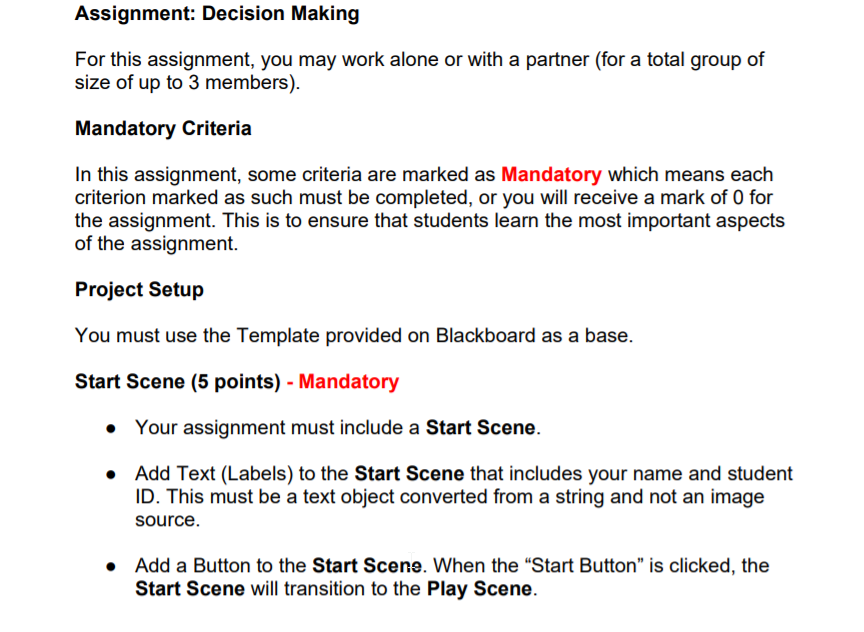 Assignment: Decision Making
For this assignment, you may work alone or with a partner (for a total group of
size of up to 3 members).
Mandatory Criteria
In this assignment, some criteria are marked as Mandatory which means each
criterion marked as such must be completed, or you will receive a mark of 0 for
the assignment. This is to ensure that students learn the most important aspects
of the assignment.
Project Setup
You must use the Template provided on Blackboard as a base.
Start Scene (5 points) - Mandatory
● Your assignment must include a Start Scene.
● Add Text (Labels) to the Start Scene that includes your name and student
ID. This must be a text object converted from a string and not an image
source.
● Add a Button to the Start Scene. When the “Start Button” is clicked, the
Start Scene will transition to the Play Scene.